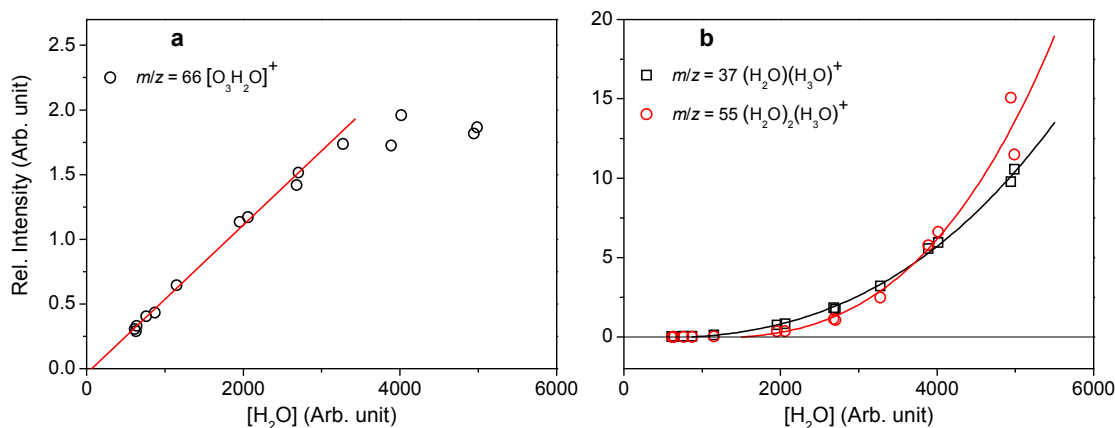 a
m/z = 66 [O₃H₂O]⁺
2.5
2.0
1.5
1.0
0.5
0.0
0 2000 4000 6000
[H₂O] (Arb. unit)
Rel. Intensity (Arb. unit)
b
m/z = 37 (H₂O)(H₃O)⁺
m/z = 55 (H₂O)₂(H₃O)⁺
20
15
10
5
0
0 2000 4000 6000
[H₂O] (Arb. unit)